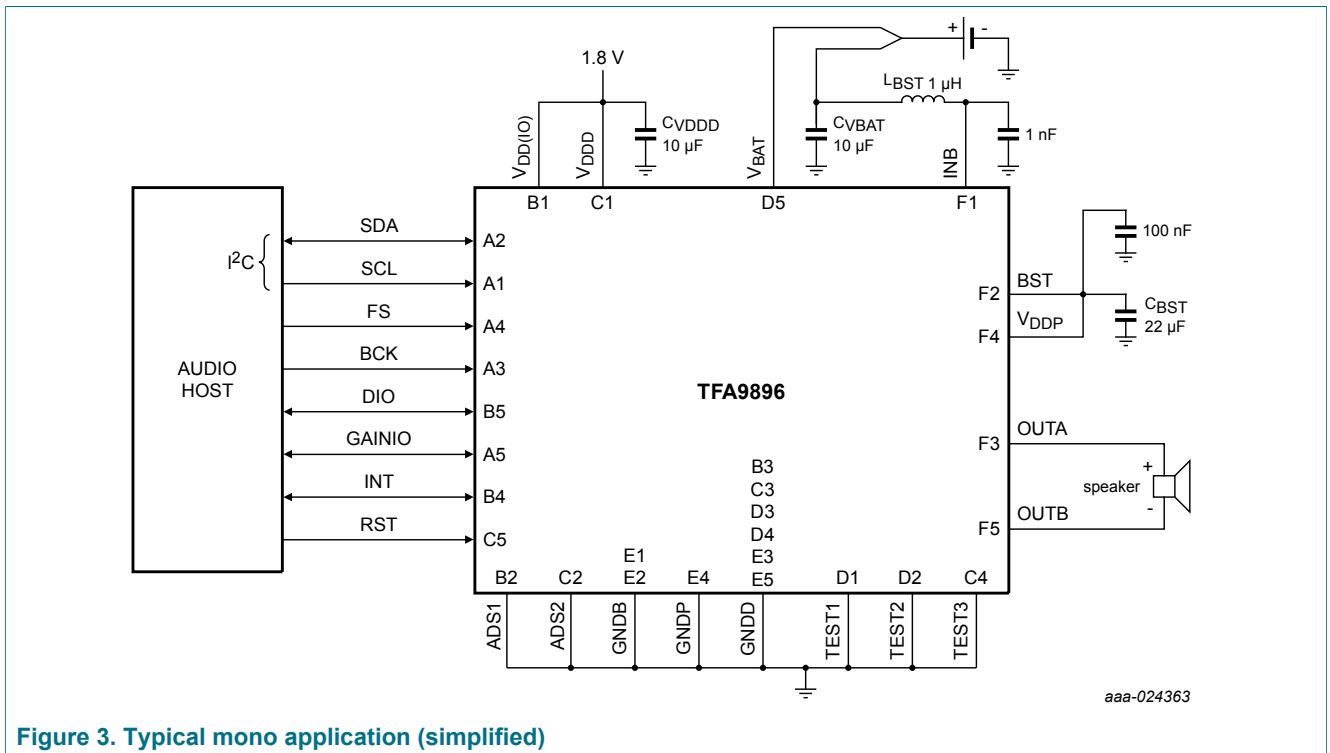 1.8 V
+ -
LBST 1 µH
CVDDD
10 µF
CVBAT
10 µF
1 nF
VDD(IO)
VDDD
VBAT
INB
B1
C1
D5
F1
AUDIO
HOST
I2C
SDA
A2
SCL
A1
FS
A4
BCK
A3
DIO
B5
GAINIO
A5
INT
B4
RST
C5
TFA9896
100 nF
F2
BST
F4
VDDP
CBST
22 µF
F3
OUTA
+
speaker
-
F5
OUTB
B3
C3
D3
D4
E3
E5
E1
E2
B2
C2
E4
D1
D2
C4
ADS1
ADS2
GNDB
GNDP
GNDD
TEST1
TEST2
TEST3
aaa-024363
Figure 3. Typical mono application (simplified)